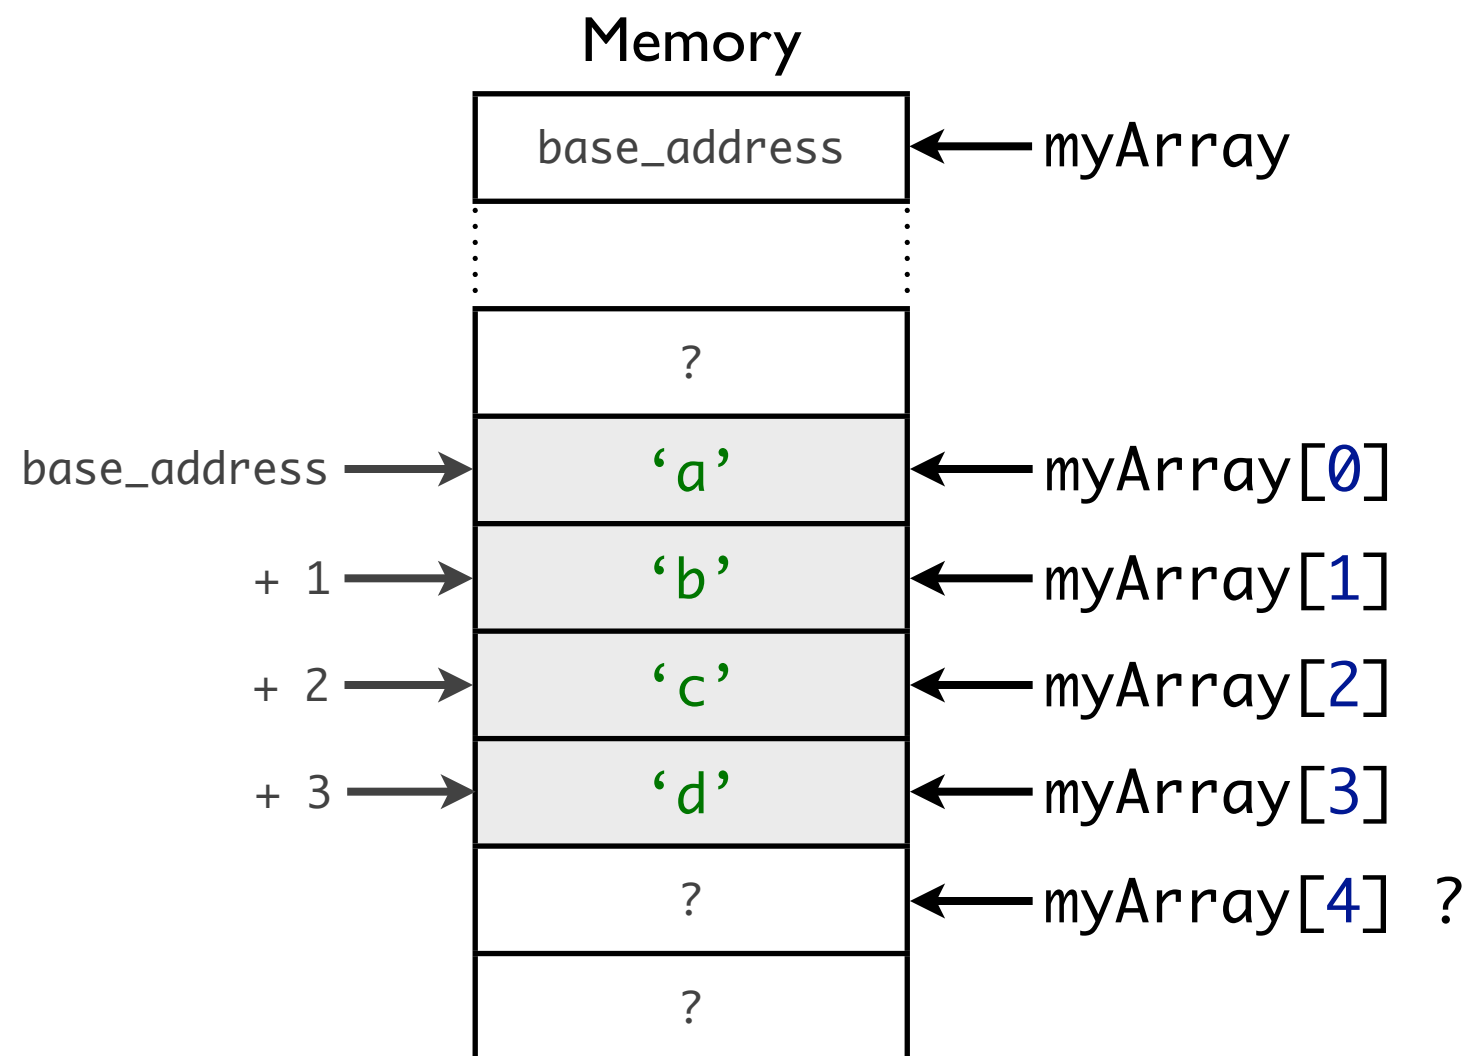 Memory
base_address myArray
?
base_address ‘a’ myArray[0]
+ 1 ‘b’ myArray[1]
+ 2 ‘c’ myArray[2]
+ 3 ‘d’ myArray[3]
? myArray[4] ?
?